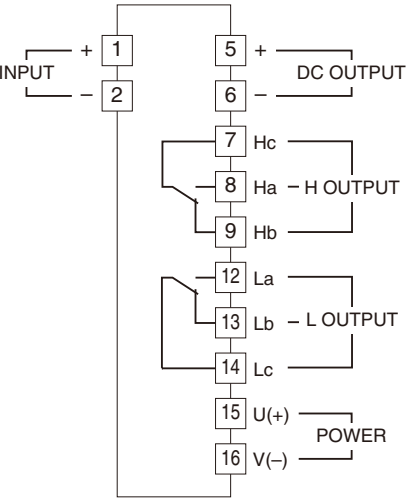 1 + 5 +
INPUT DC OUTPUT
2 – 6 –
7 Hc
8 Ha H OUTPUT
9 Hb
12 La
13 Lb L OUTPUT
14 Lc
15 U(+)
POWER
16 V(–)